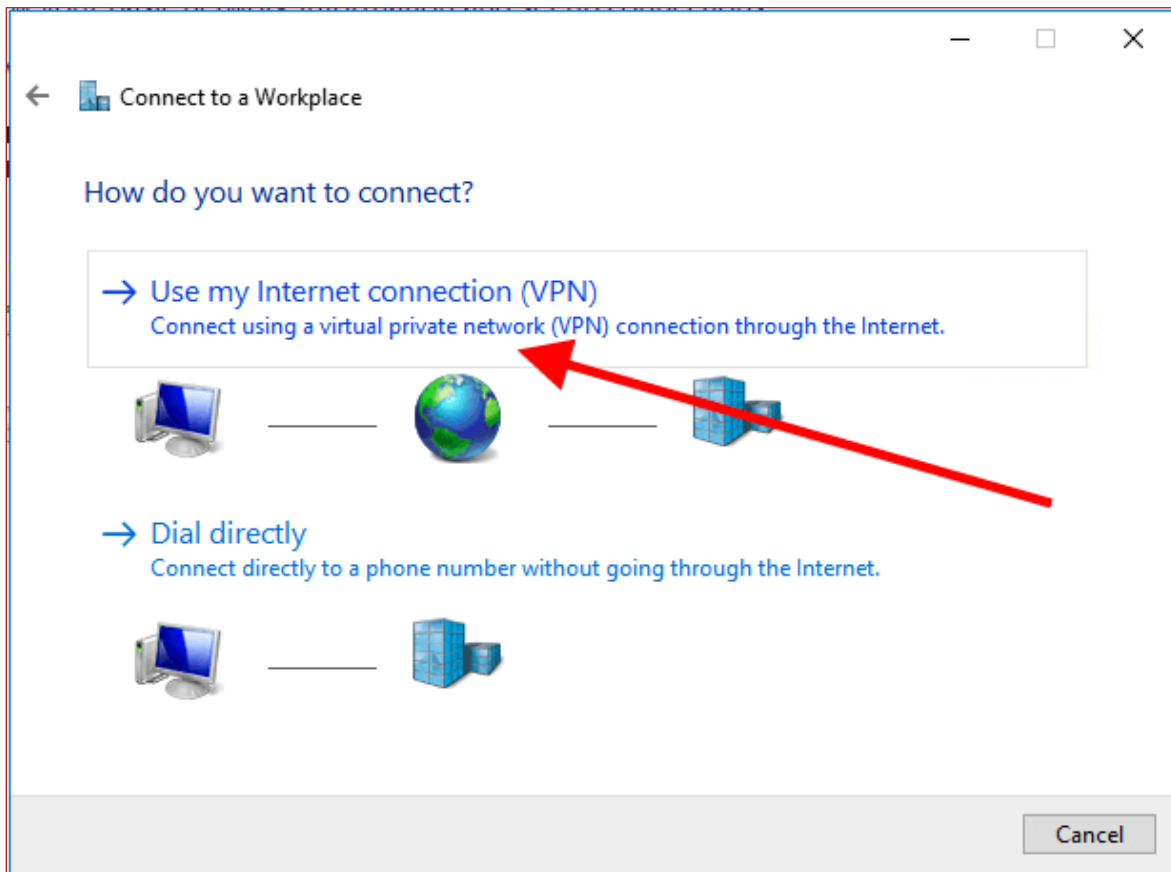 Connect to a Workplace
How do you want to connect?
Use my Internet connection (VPN)
Connect using a virtual private network (VPN) connection through the Internet.
Dial directly
Connect directly to a phone number without going through the Internet.
Cancel